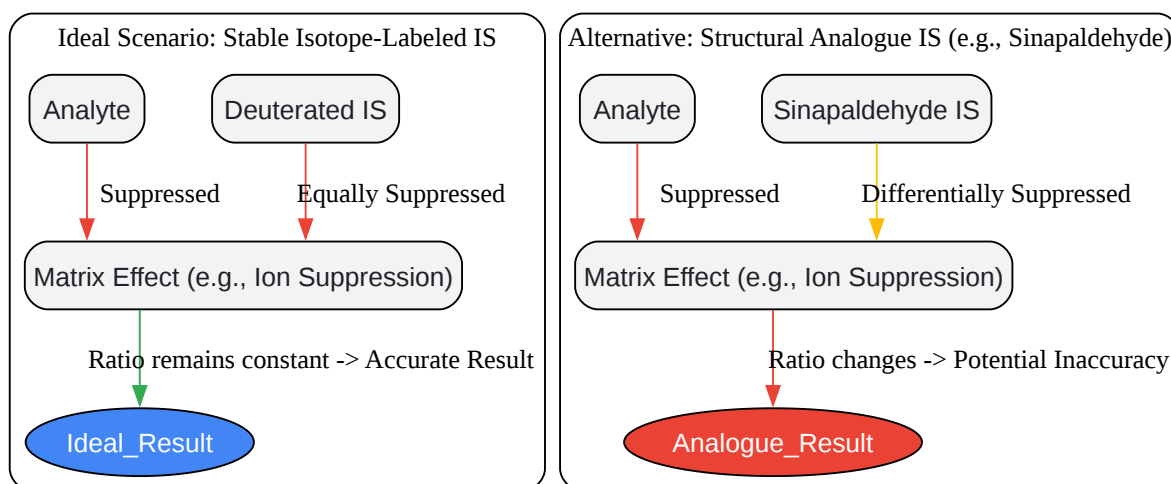 Ideal Scenario: Stable Isotope-Labeled IS
Analyte
Deuterated IS
Suppressed
Equally Suppressed
Matrix Effect (e.g., Ion Suppression)
Ratio remains constant -> Accurate Result
Ideal_Result
Alternative: Structural Analogue IS (e.g., Sinapaldehyde)
Analyte
Sinapaldehyde IS
Suppressed
Differentially Suppressed
Matrix Effect (e.g., Ion Suppression)
Ratio changes -> Potential Inaccuracy
Analogue_Result